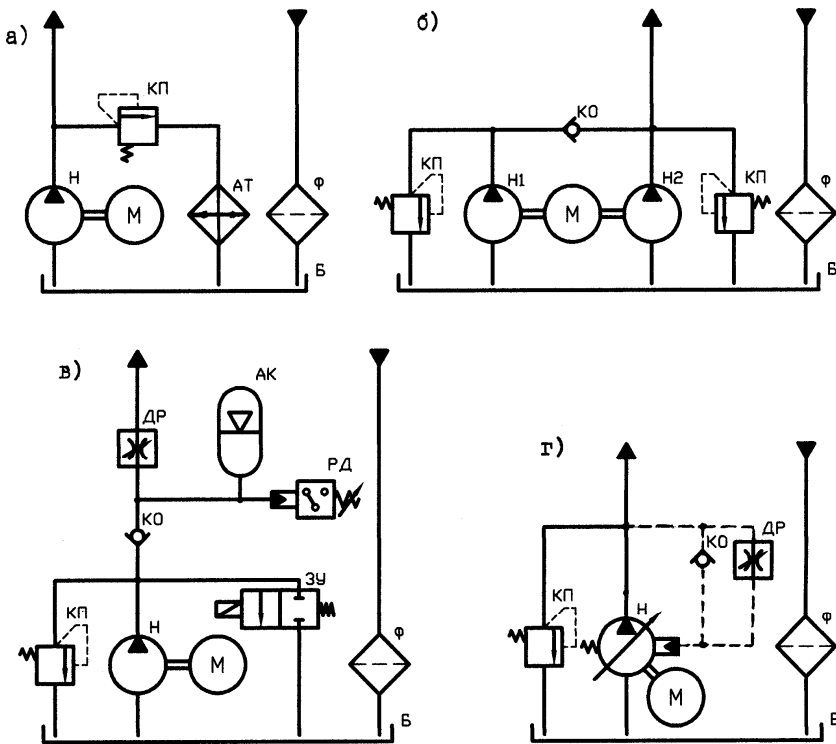 а)
КП
Н
М
АТ
Ф
Б
б)
КО
КП
Н1
М
Н2
КП
Ф
Б
в)
АК
ДР
РД
КО
ЗУ
КП
Н
М
Ф
Б
г)
КО
ДР
КП
Н
М
Ф
Б